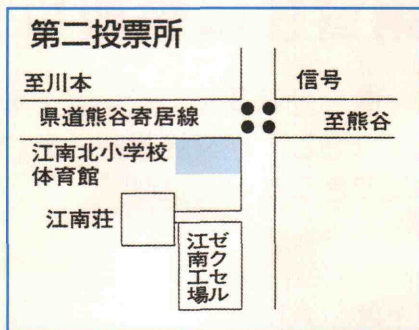 第二投票所
至川本
信号
県道熊谷寄居線
至熊谷
江南北小学校
体育館
江南荘
ゼクセル
江南工場